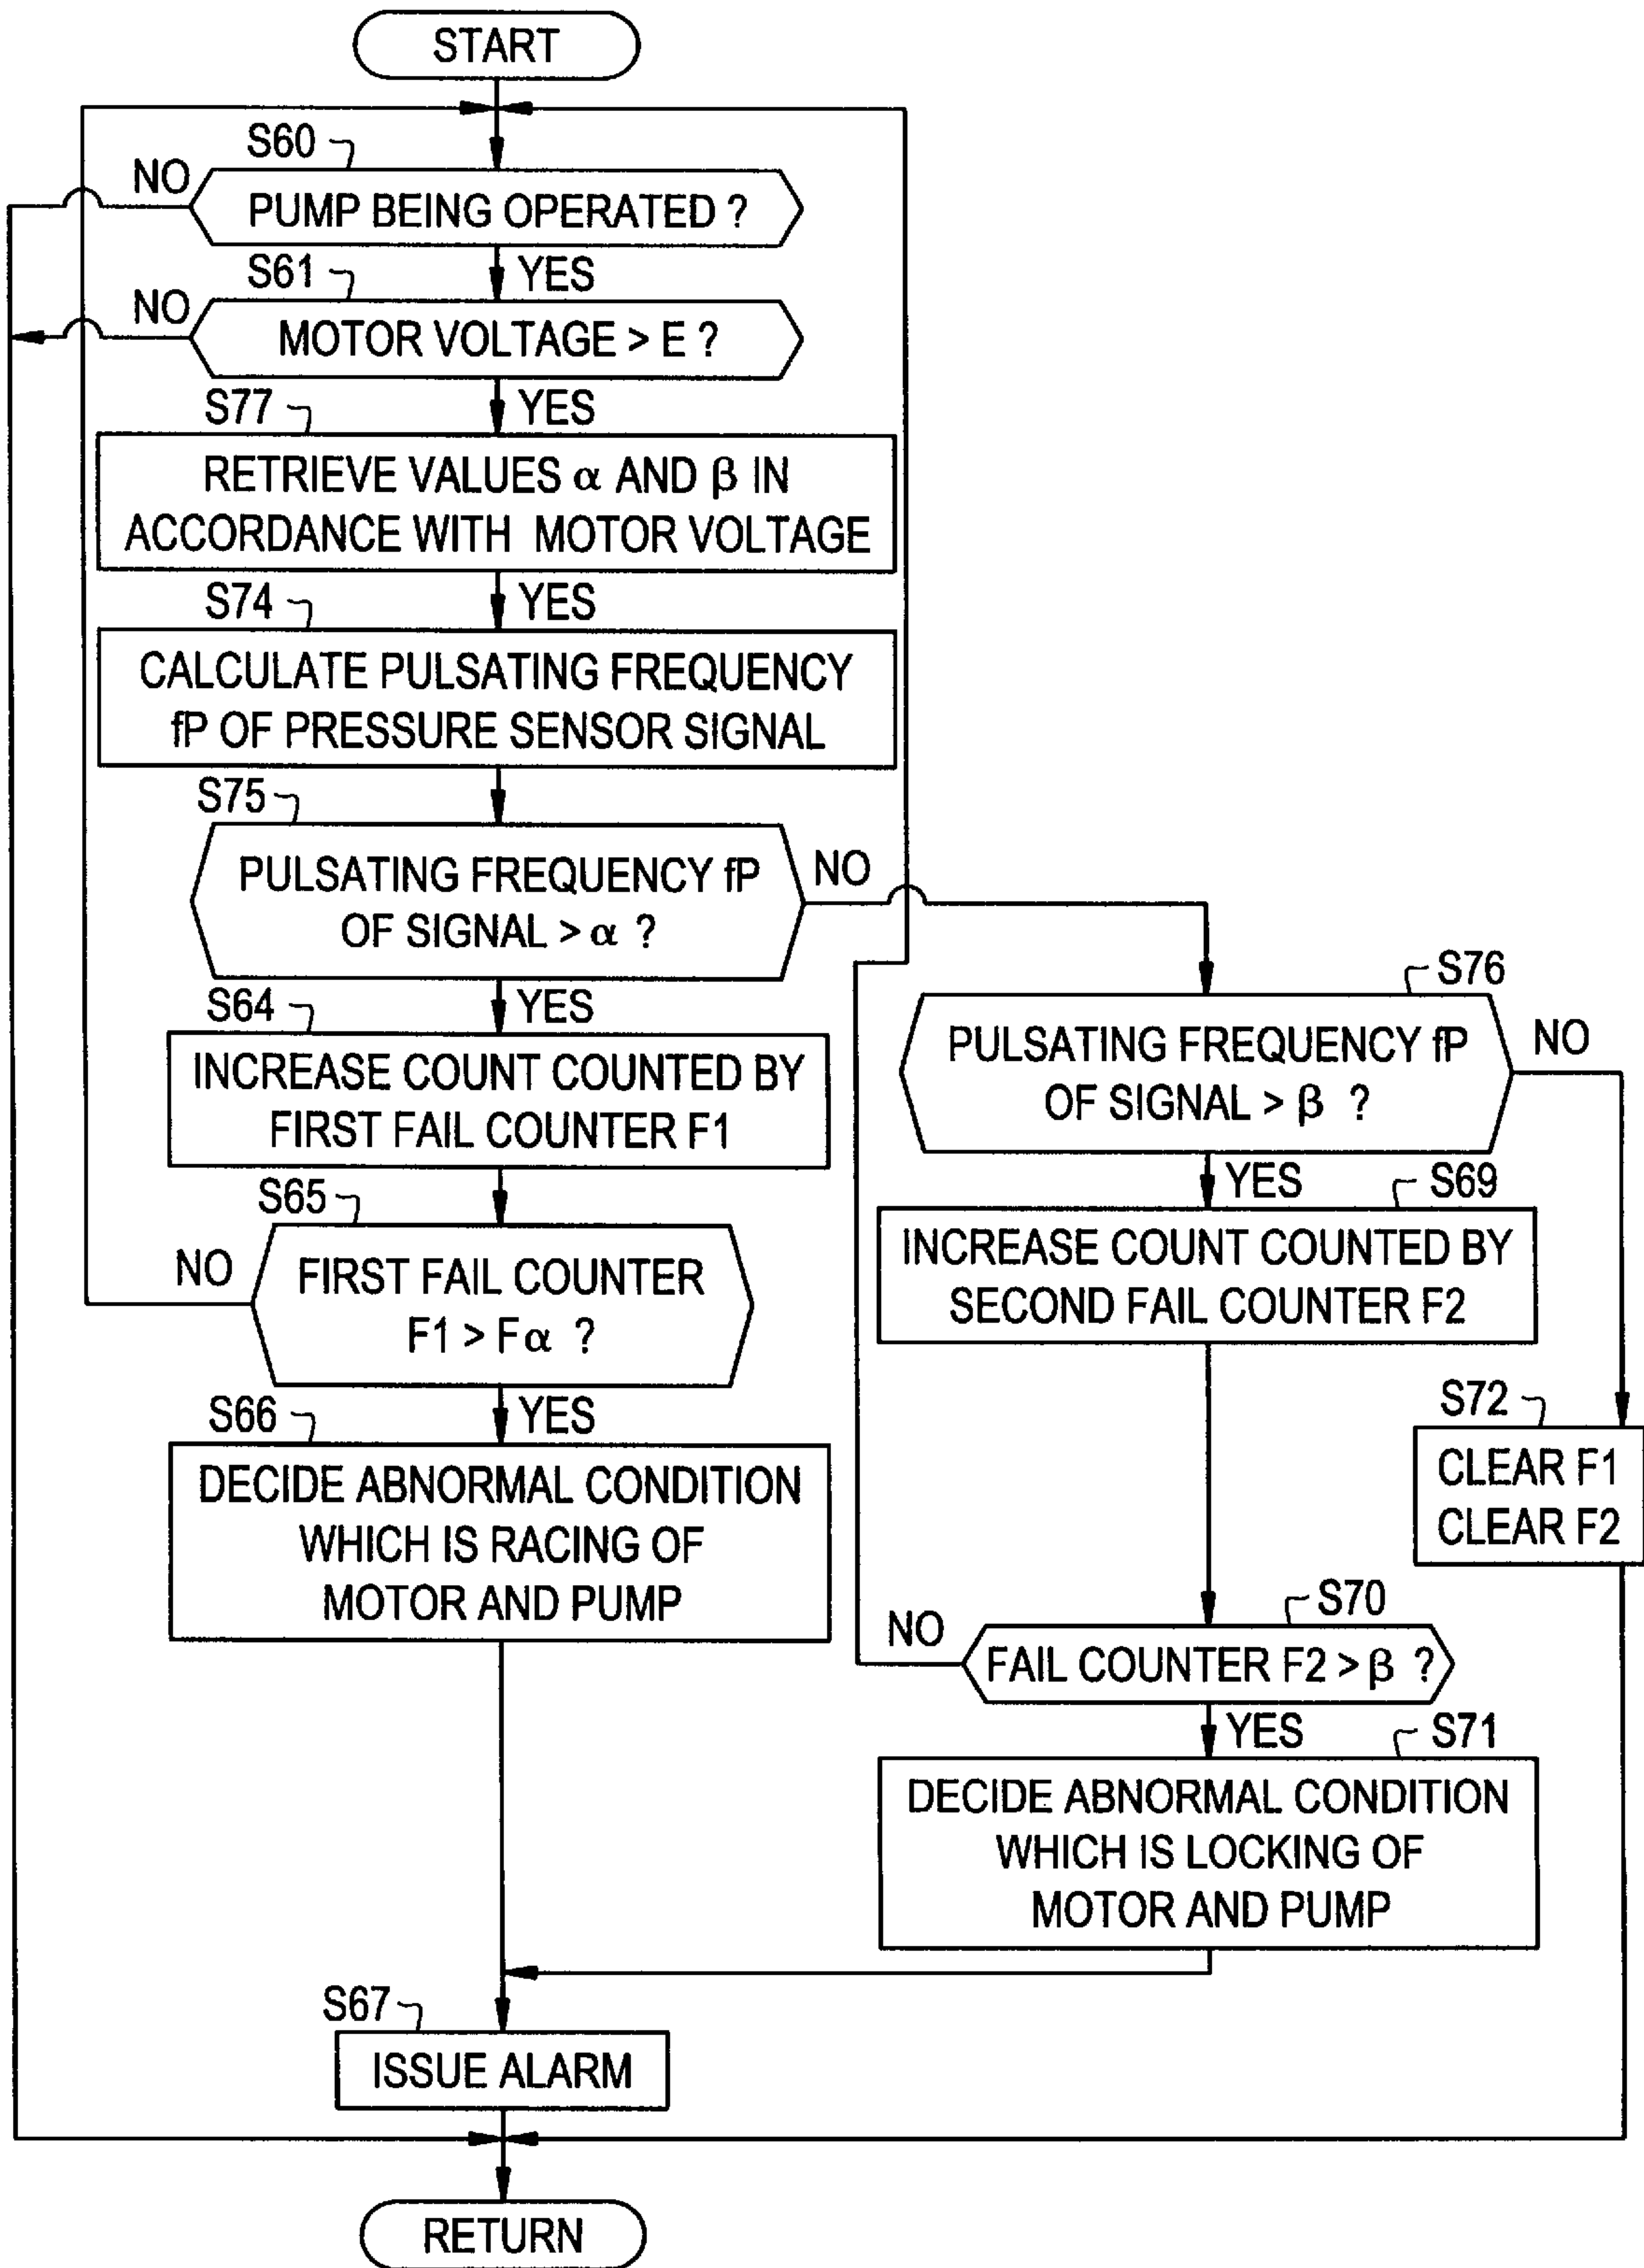 START
S60
NO
PUMP BEING OPERATED ?
YES
S61
NO
MOTOR VOLTAGE > E ?
YES
S77
RETRIEVE VALUES α AND β IN
ACCORDANCE WITH MOTOR VOLTAGE
YES
S74
CALCULATE PULSATING FREQUENCY
fP OF PRESSURE SENSOR SIGNAL
S75
PULSATING FREQUENCY fP
OF SIGNAL > α ?
NO
YES
S64
INCREASE COUNT COUNTED BY
FIRST FAIL COUNTER F1
S65
NO
FIRST FAIL COUNTER
F1 > Fα ?
YES
S66
DECIDE ABNORMAL CONDITION
WHICH IS RACING OF
MOTOR AND PUMP
S76
PULSATING FREQUENCY fP
OF SIGNAL > β ?
NO
YES
S69
INCREASE COUNT COUNTED BY
SECOND FAIL COUNTER F2
S72
CLEAR F1
CLEAR F2
S70
NO
FAIL COUNTER F2 > β ?
YES
S71
DECIDE ABNORMAL CONDITION
WHICH IS LOCKING OF
MOTOR AND PUMP
S67
ISSUE ALARM
RETURN